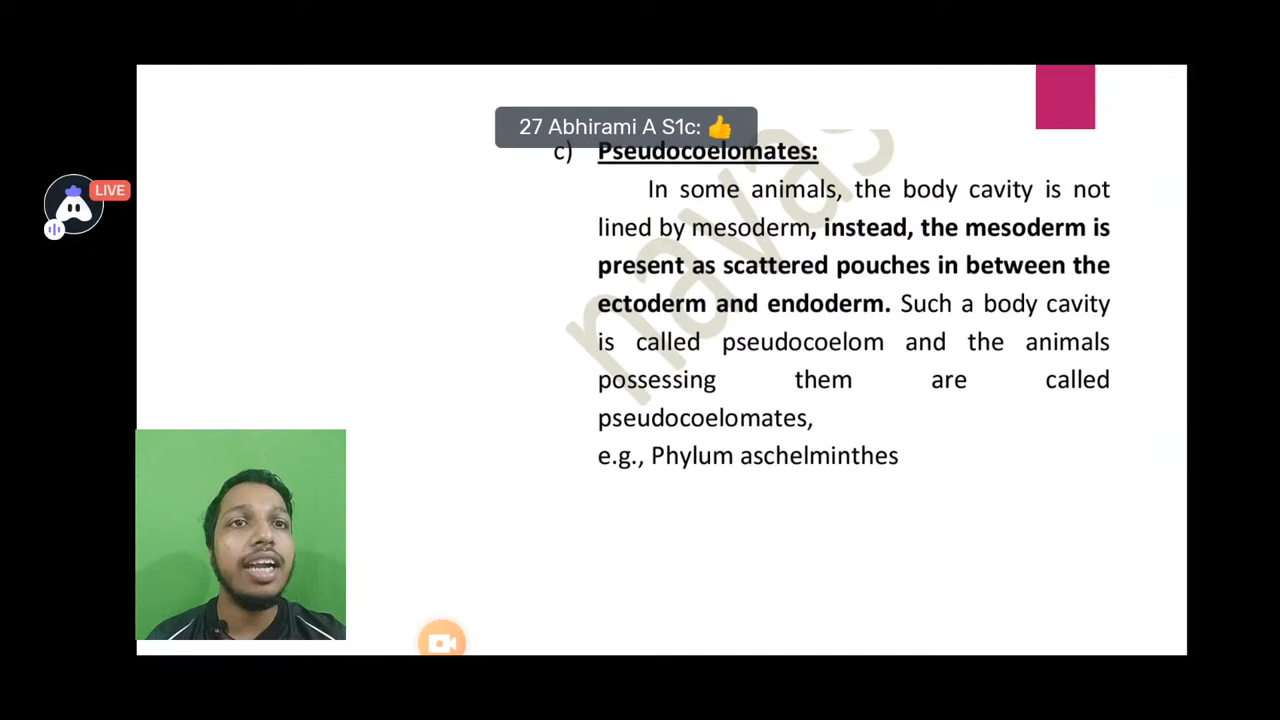 27 Abhirami A S1c: 👍
LIVE
c) Pseudocoelomates:
In some animals, the body cavity is not
lined by mesoderm, instead, the mesoderm is
present as scattered pouches in between the
ectoderm and endoderm. Such a body cavity
is called pseudocoelom and the animals
possessing them are called
pseudocoelomates,
e.g., Phylum aschelminthes
navas